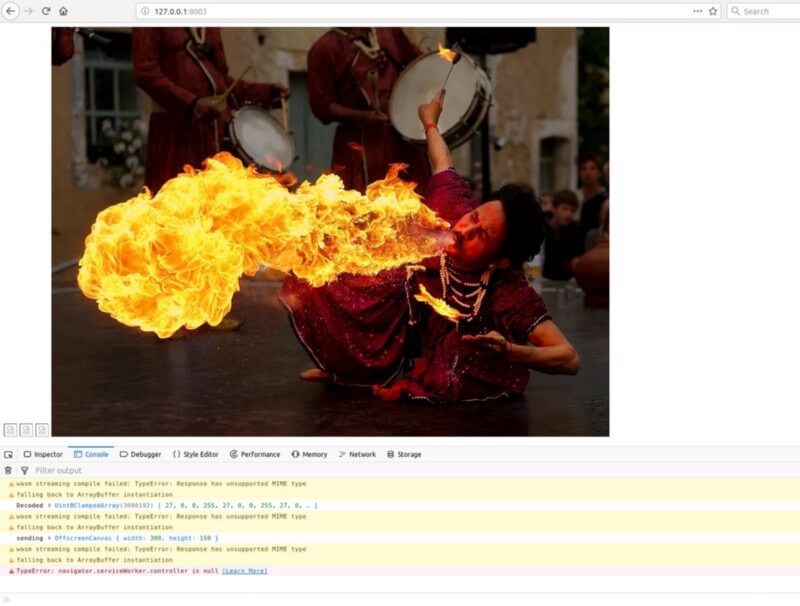 127.0.0.1:8003
Search
Inspector Console Debugger Style Editor Performance Memory Network Storage
Filter output
wasm streaming compile failed: TypeError: Response has unsupported MIME type
falling back to ArrayBuffer instantiation
Decoded Uint8ClampedArray(3080192) [ 27, 0, 0, 255, 27, 0, 0, 255, 27, 0, … ]
wasm streaming compile failed: TypeError: Response has unsupported MIME type
falling back to ArrayBuffer instantiation
sending OffscreenCanvas { width: 300, height: 150 }
wasm streaming compile failed: TypeError: Response has unsupported MIME type
falling back to ArrayBuffer instantiation
TypeError: navigator.serviceWorker.controller is null [Learn More]